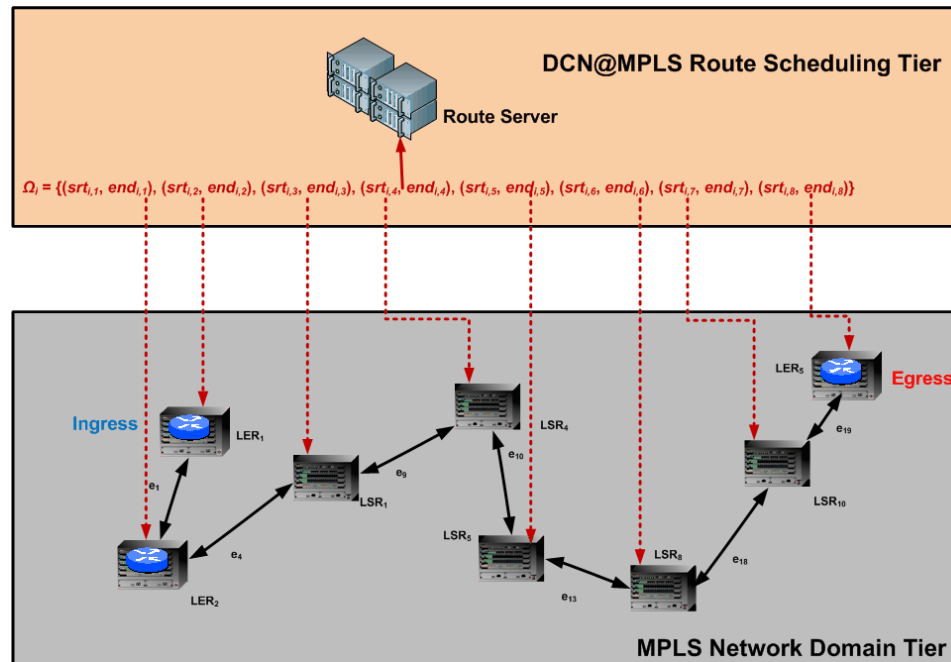 DCN@MPLS Route Scheduling Tier
Route Server
Ωᵢ = {(srtᵢ,₁, endᵢ,₁), (srtᵢ,₂, endᵢ,₂), (srtᵢ,₃, endᵢ,₃), (srtᵢ,₄, endᵢ,₄), (srtᵢ,₅, endᵢ,₅), (srtᵢ,₆, endᵢ,₆), (srtᵢ,₇, endᵢ,₇), (srtᵢ,₈, endᵢ,₈)}
LER₅
Egress
Ingress
LER₁
LSR₄
e₁₉
e₁₀
e₉
e₁
LSR₁
LSR₁₀
e₄
LSR₅
LSR₈
e₁₈
LER₂
e₁₃
MPLS Network Domain Tier